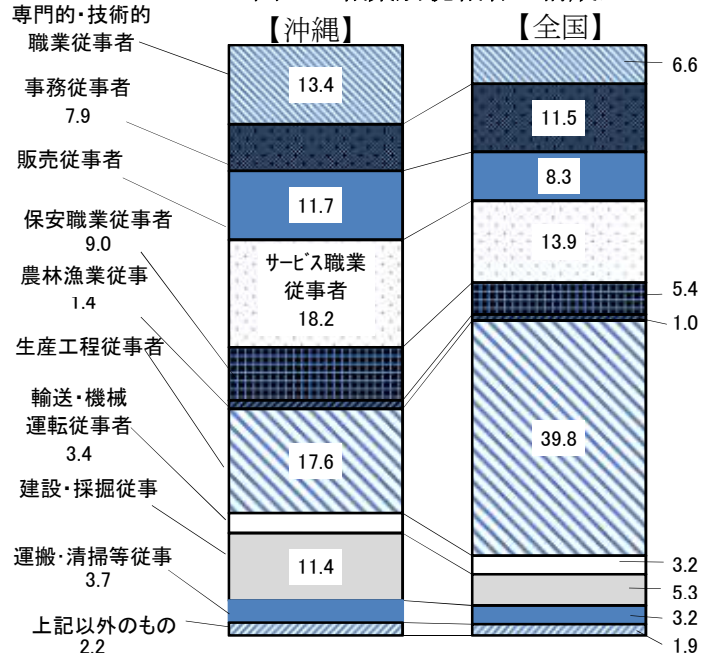 【沖縄】
【全国】
専門的・技術的
職業従事者
13.4
6.6
事務従事者
7.9
11.5
販売従事者
11.7
8.3
保安職業従事者
9.0
サービス職業
従事者
18.2
13.9
農林漁業従事
1.4
5.4
1.0
生産工程従事者
17.6
39.8
輸送・機械
運転従事者
3.4
3.2
建設・採掘従事
11.4
5.3
運搬・清掃等従事
3.7
3.2
上記以外のもの
2.2
1.9